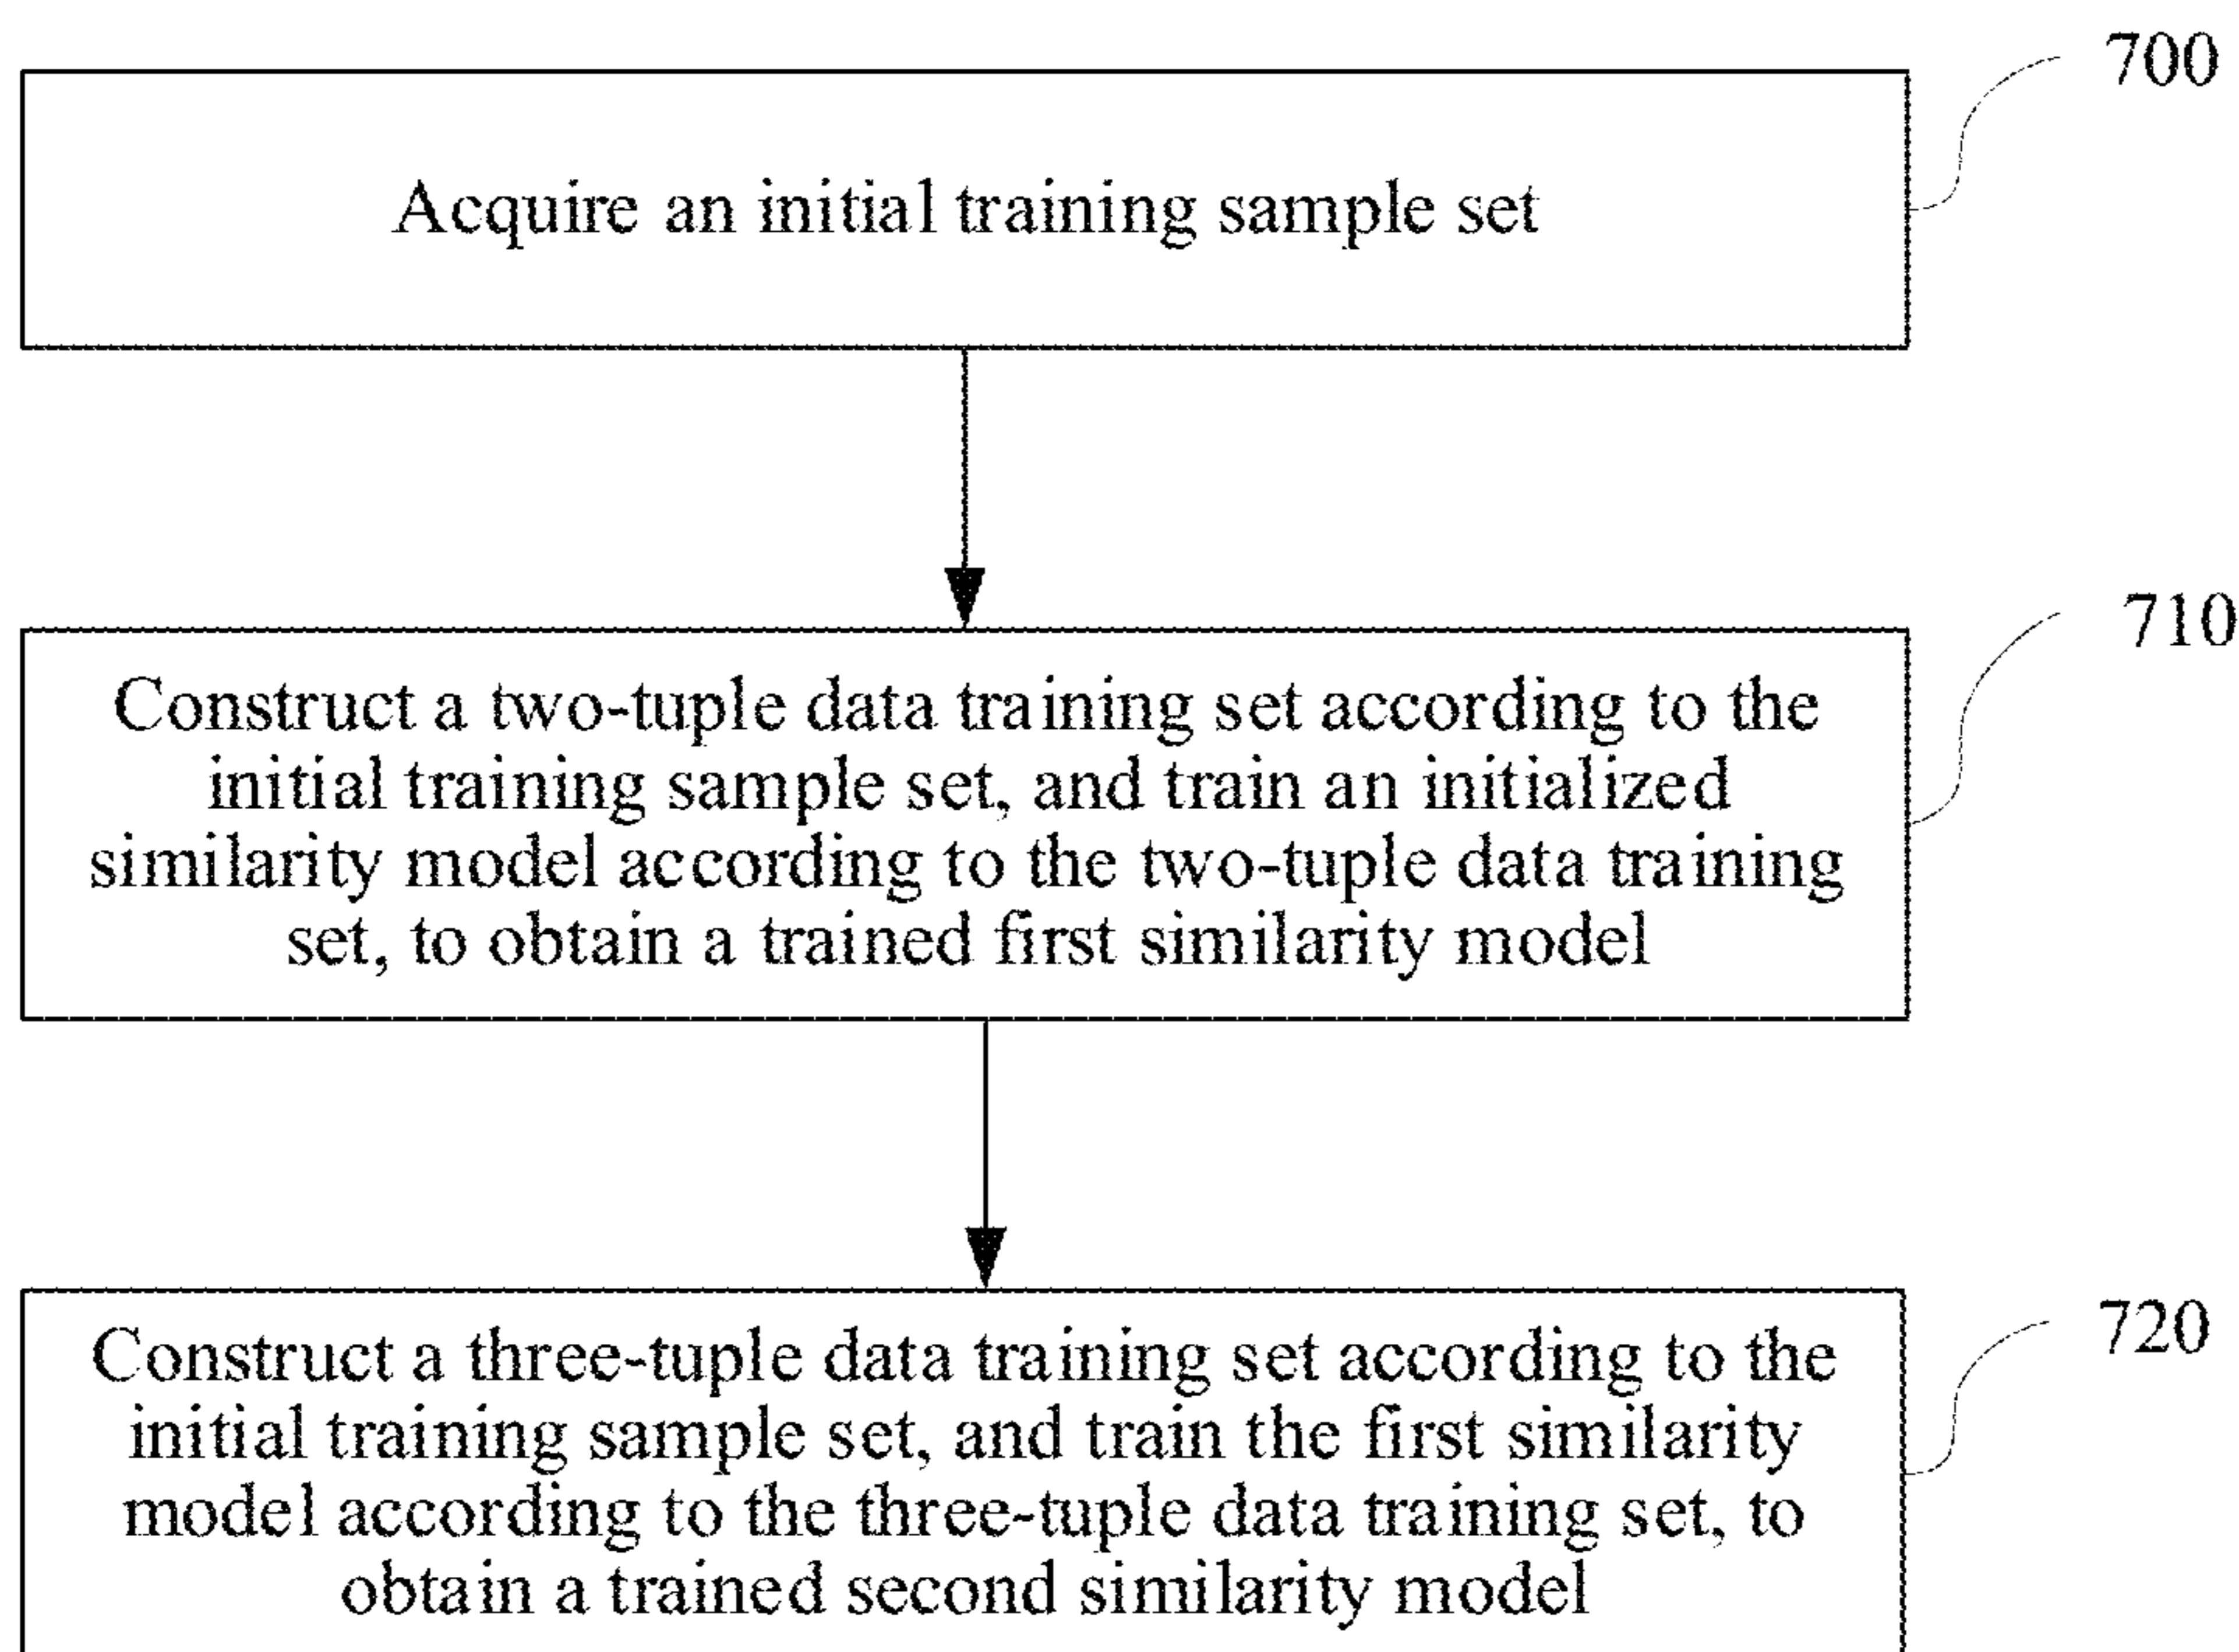 700
Acquire an initial training sample set
710
Construct a two-tuple data training set according to the
initial training sample set, and train an initialized
similarity model according to the two-tuple data training
set, to obtain a trained first similarity model
720
Construct a three-tuple data training set according to the
initial training sample set, and train the first similarity
model according to the three-tuple data training set, to
obtain a trained second similarity model